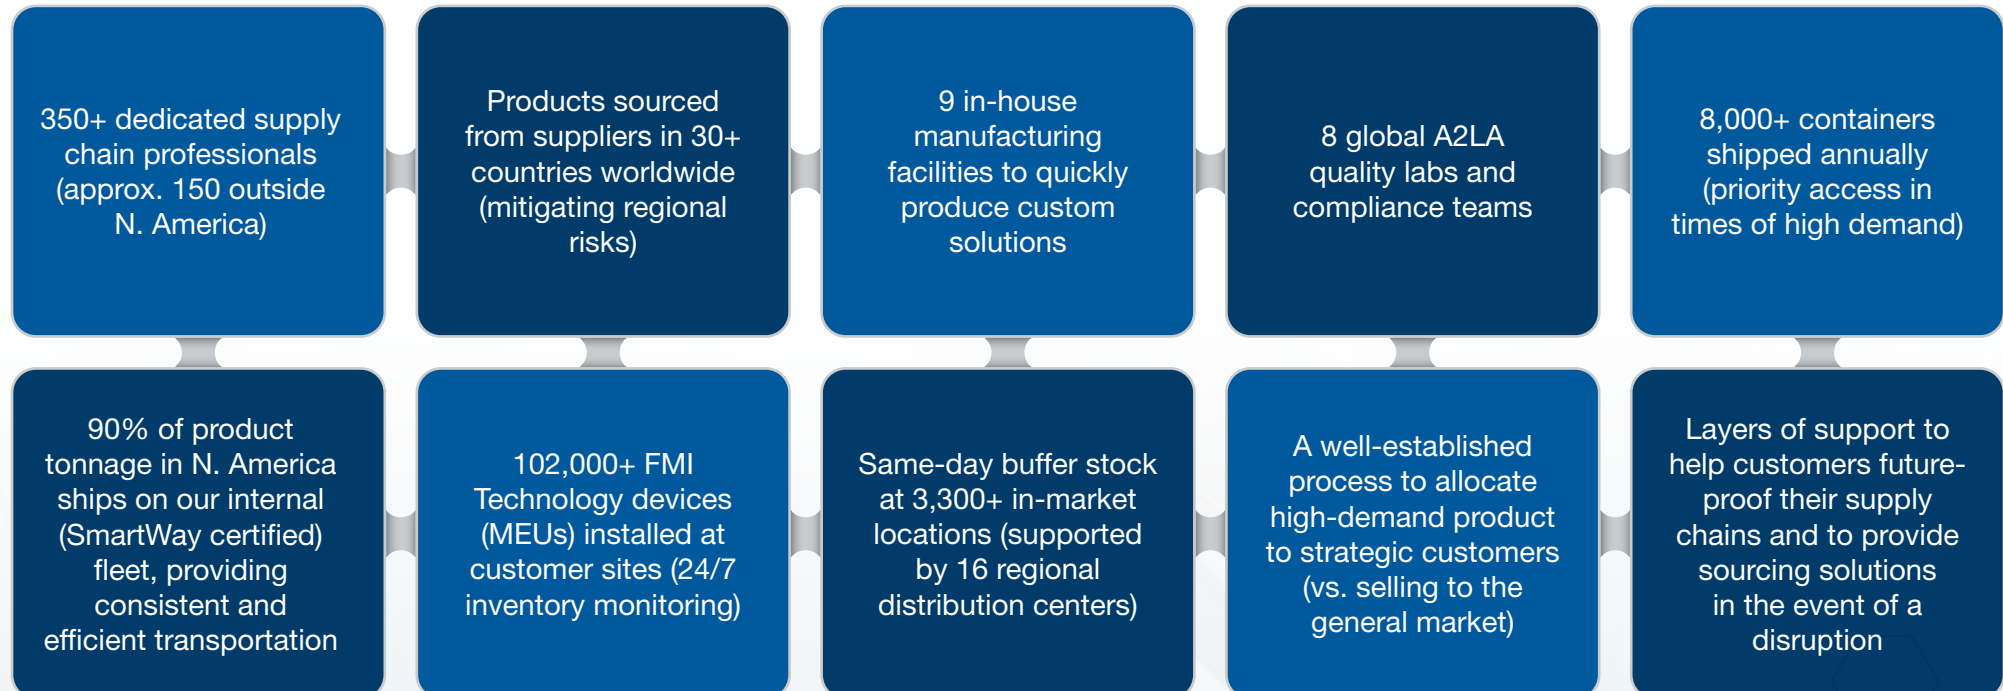 350+ dedicated supply
chain professionals
(approx. 150 outside
N. America)
Products sourced
from suppliers in 30+
countries worldwide
(mitigating regional
risks)
9 in-house
manufacturing
facilities to quickly
produce custom
solutions
8 global A2LA
quality labs and
compliance teams
8,000+ containers
shipped annually
(priority access in
times of high demand)
90% of product
tonnage in N. America
ships on our internal
(SmartWay certified)
fleet, providing
consistent and
efficient transportation
102,000+ FMI
Technology devices
(MEUs) installed at
customer sites (24/7
inventory monitoring)
Same-day buffer stock
at 3,300+ in-market
locations (supported
by 16 regional
distribution centers)
A well-established
process to allocate
high-demand product
to strategic customers
(vs. selling to the
general market)
Layers of support to
help customers future-
proof their supply
chains and to provide
sourcing solutions
in the event of a
disruption